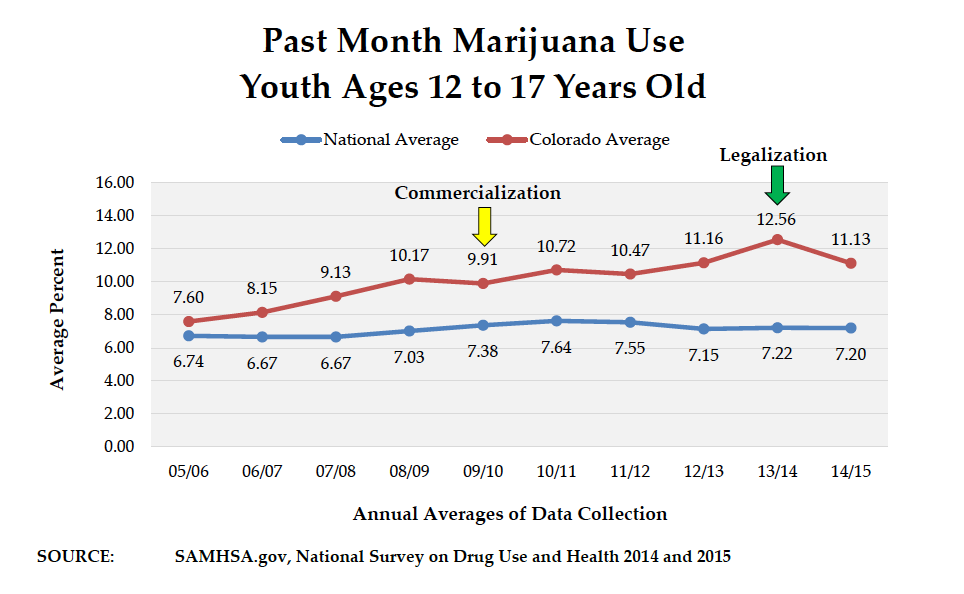 Past Month Marijuana Use
Youth Ages 12 to 17 Years Old
National Average Colorado Average
Legalization
Commercialization
Average Percent
16.00
14.00
12.00
10.00
8.00
6.00
4.00
2.00
0.00
7.60 8.15 9.13 10.17 9.91 10.72 10.47 11.16 12.56 11.13
6.74 6.67 6.67 7.03 7.38 7.64 7.55 7.15 7.22 7.20
05/06 06/07 07/08 08/09 09/10 10/11 11/12 12/13 13/14 14/15
Annual Averages of Data Collection
SOURCE: SAMHSA.gov, National Survey on Drug Use and Health 2014 and 2015